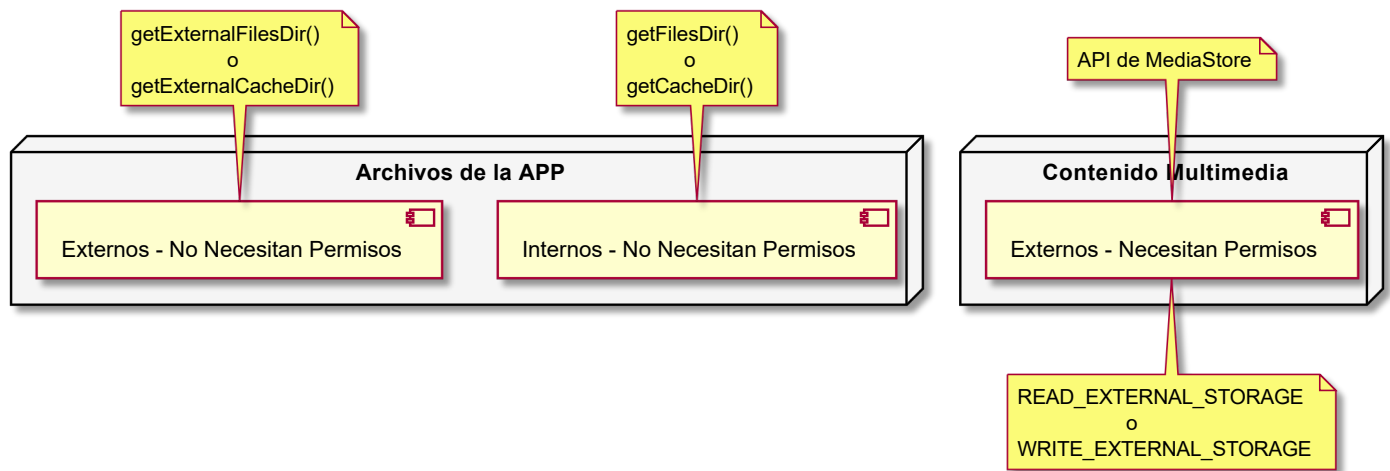 getExternalFilesDir()
o
getExternalCacheDir()
getFilesDir()
o
getCacheDir()
API de MediaStore
Archivos de la APP
Contenido Multimedia
Externos - No Necesitan Permisos
Internos - No Necesitan Permisos
Externos - Necesitan Permisos
READ_EXTERNAL_STORAGE
o
WRITE_EXTERNAL_STORAGE